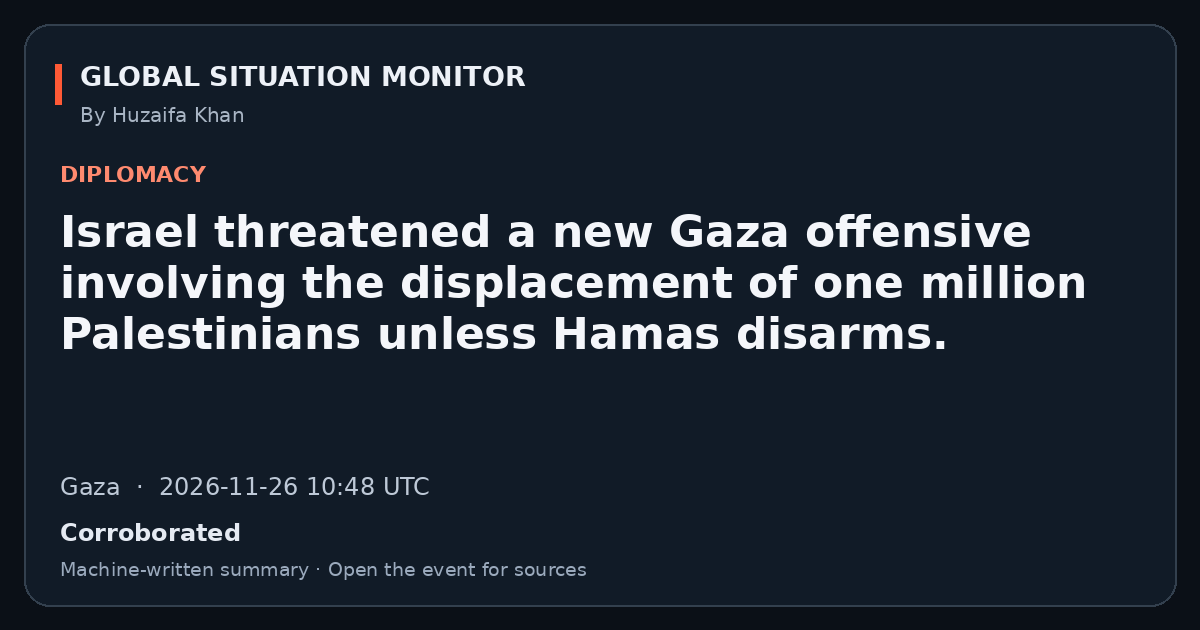 GLOBAL SITUATION MONITOR
By Huzaifa Khan
DIPLOMACY
Israel threatened a new Gaza offensive
involving the displacement of one million
Palestinians unless Hamas disarms.
Gaza · 2026-11-26 10:48 UTC
Corroborated
Machine-written summary · Open the event for sources